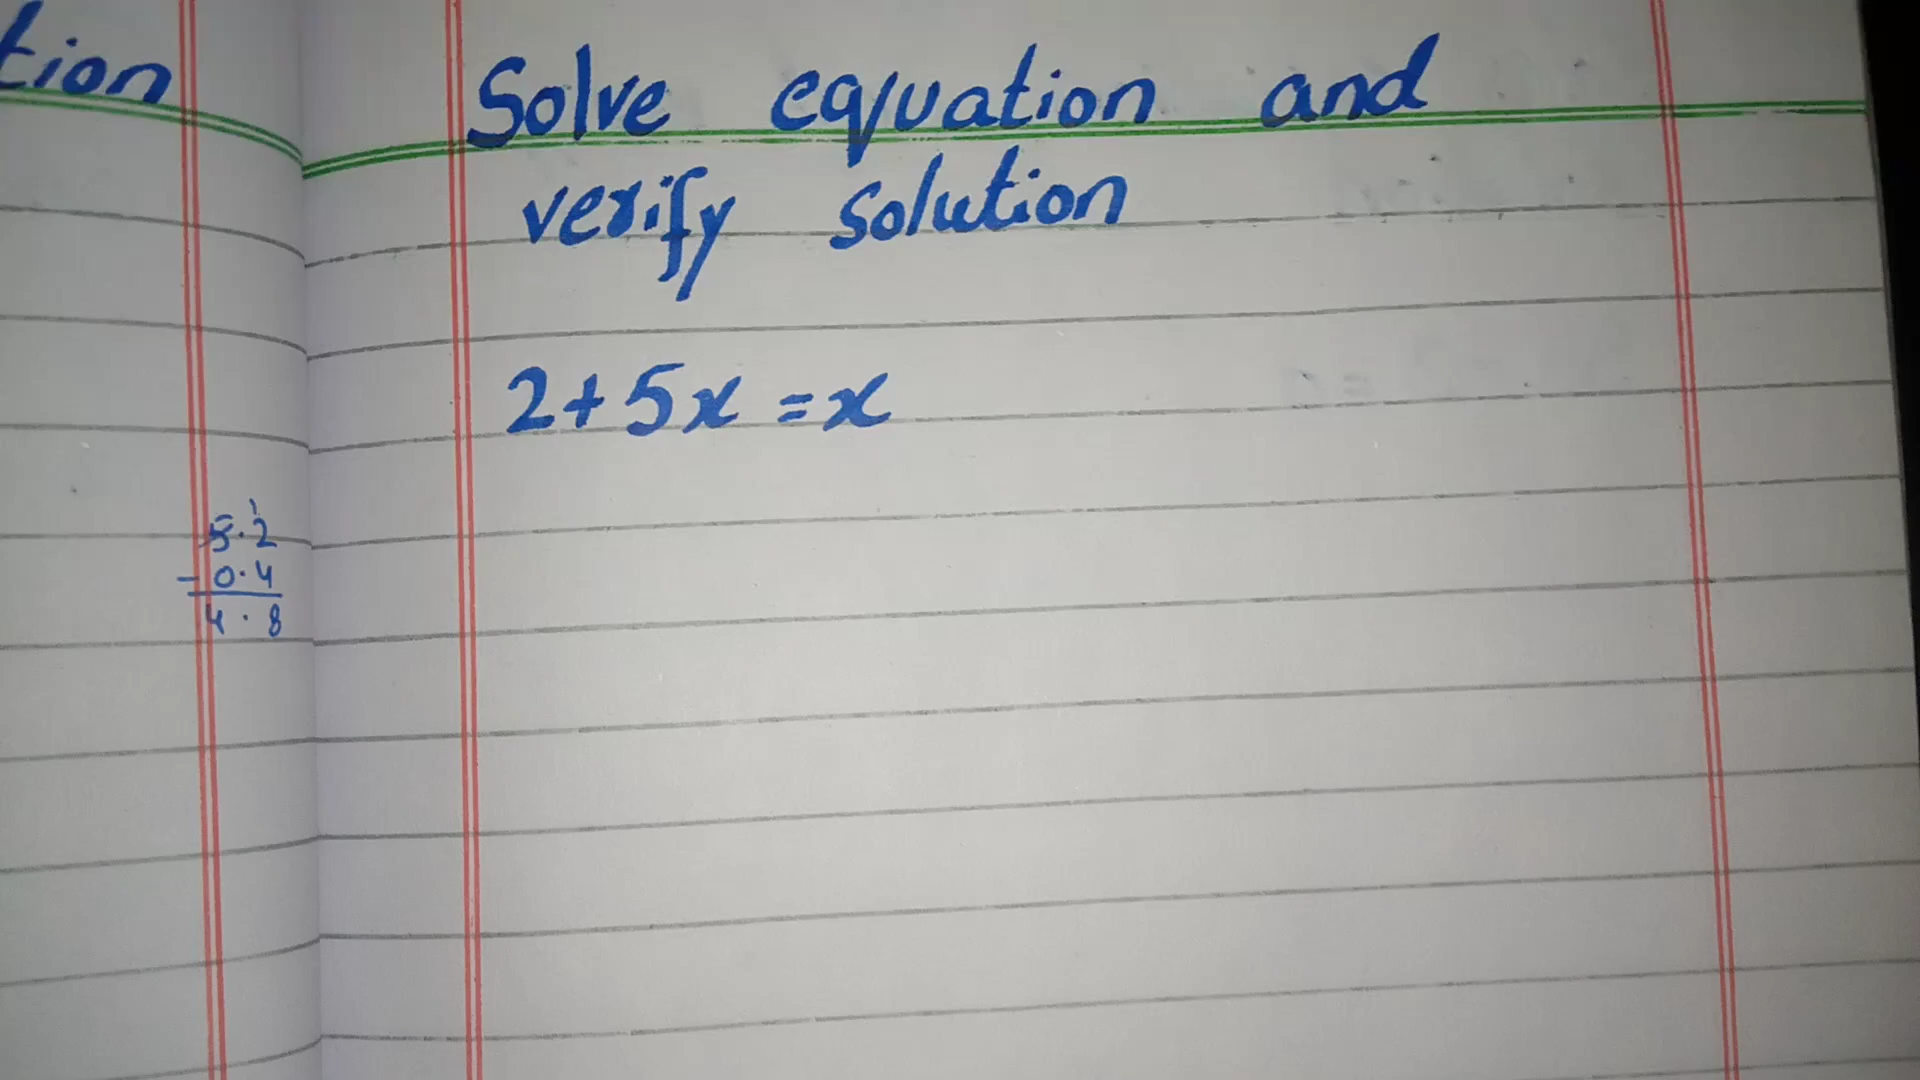 tion
5.2
- 0.4
4.8
Solve equation and
verify solution
2+5x=x